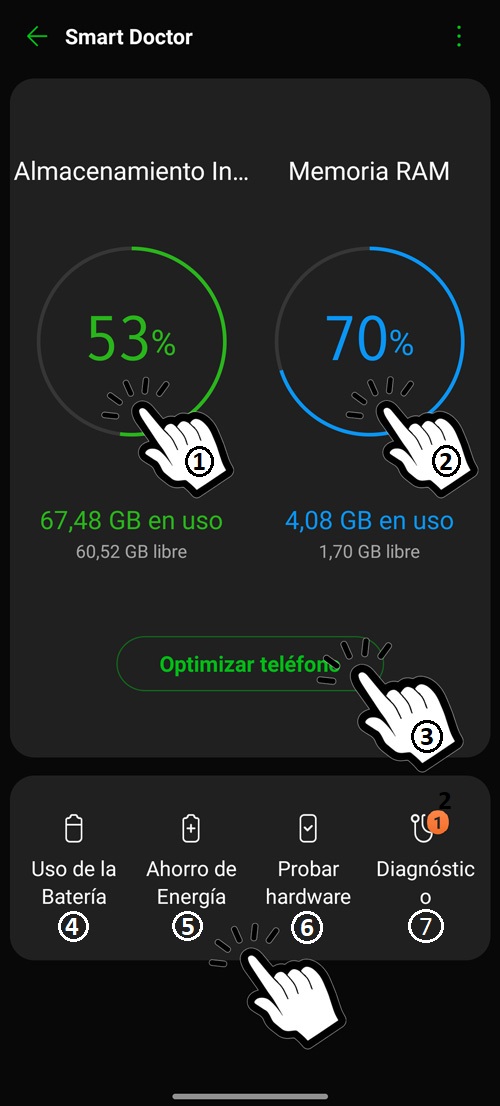 Smart Doctor
Almacenamiento In...
Memoria RAM
53%
70%
1
2
67,48 GB en uso
60,52 GB libre
4,08 GB en uso
1,70 GB libre
Optimizar teléfono
3
2
1
Uso de la
Batería
4
Ahorro de
Energía
5
Probar
hardware
6
Diagnóstic
o
7